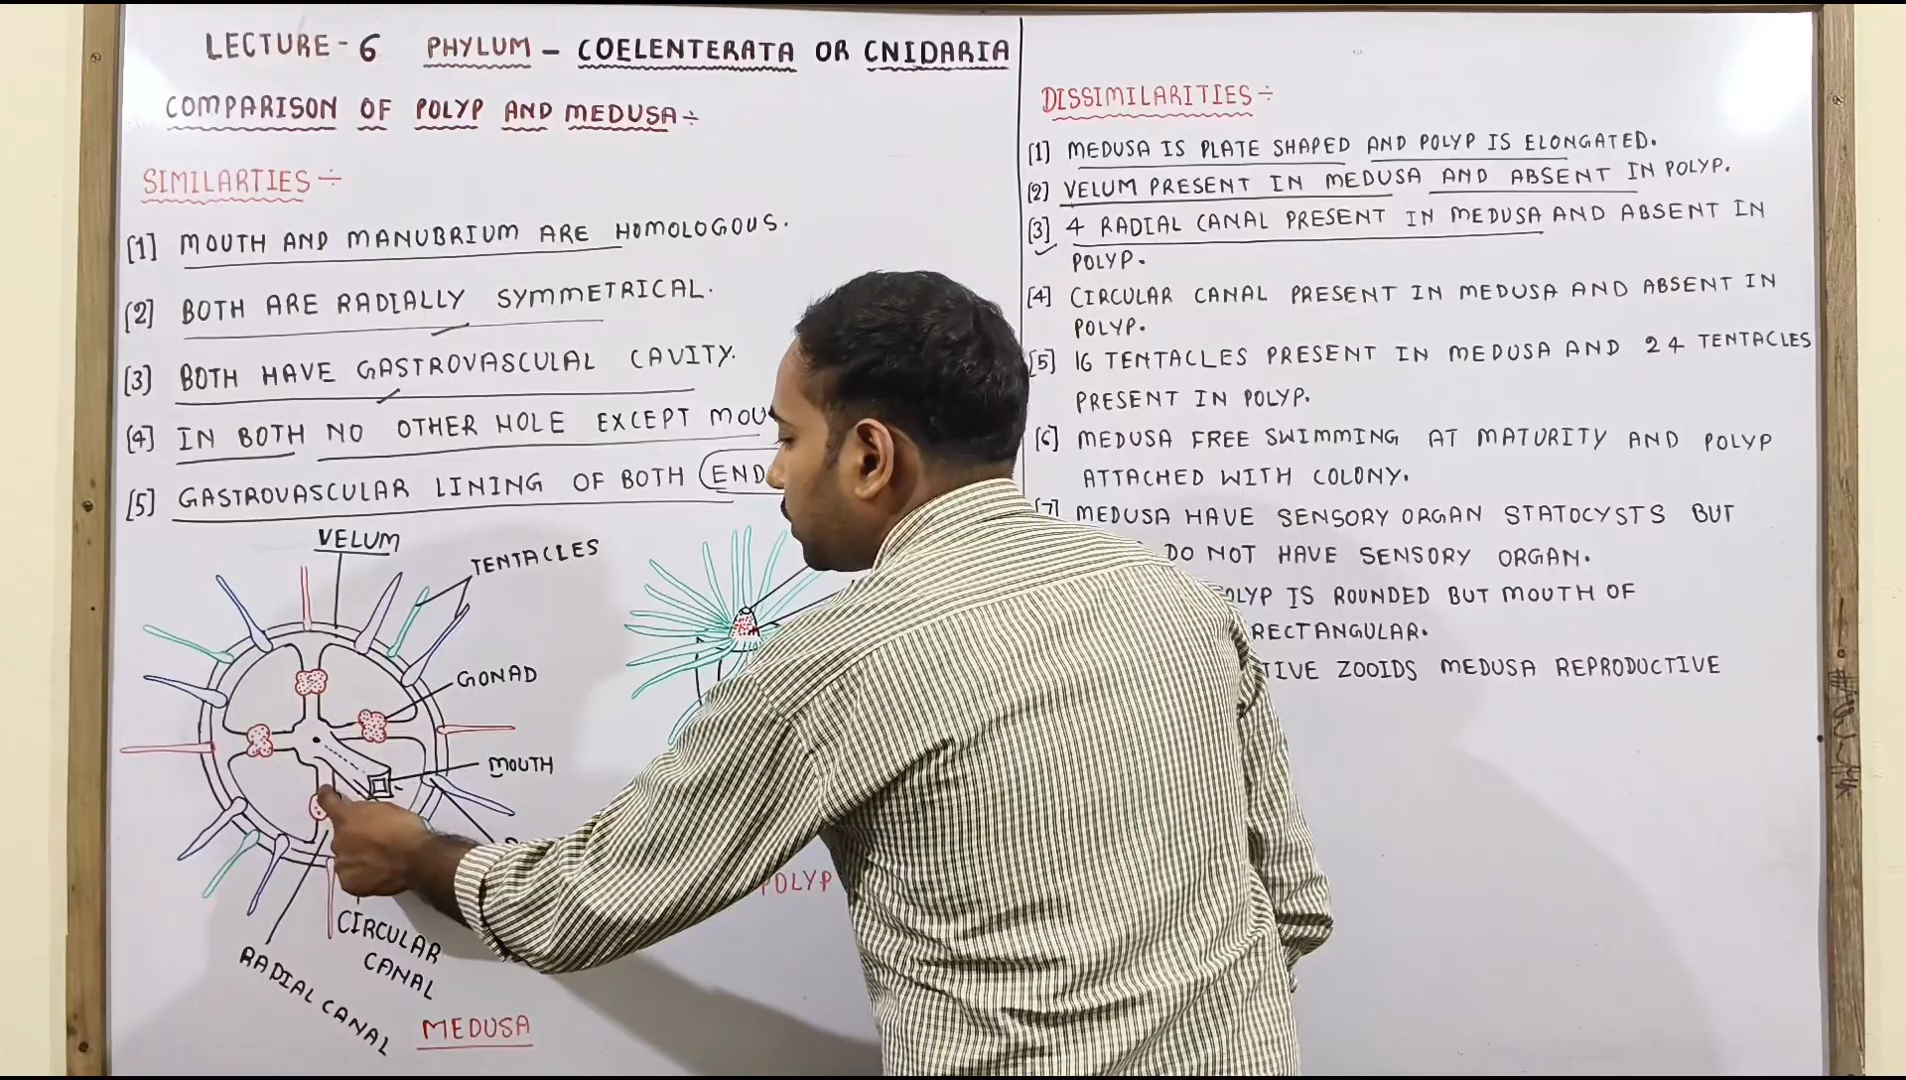 LECTURE-6 PHYLUM - COELENTERATA OR CNIDARIA
COMPARISON OF POLYP AND MEDUSA÷
SIMILARTIES÷
[1] MOUTH AND MANUBRIUM ARE HOMOLOGOUS.
[2] BOTH ARE RADIALLY SYMMETRICAL.
[3] BOTH HAVE GASTROVASCULAL CAVITY.
[4] IN BOTH NO OTHER HOLE EXCEPT MOU
[5] GASTROVASCULAR LINING OF BOTH END
VELUM
TENTACLES
GONAD
MOUTH
CIRCULAR
CANAL
RADIAL CANAL
MEDUSA
POLYP
DISSIMILARITIES÷
[1] MEDUSA IS PLATE SHAPED AND POLYP IS ELONGATED.
[2] VELUM PRESENT IN MEDUSA AND ABSENT IN POLYP.
[3] 4 RADIAL CANAL PRESENT IN MEDUSA AND ABSENT IN
POLYP.
[4] CIRCULAR CANAL PRESENT IN MEDUSA AND ABSENT IN
POLYP.
[5] 16 TENTACLES PRESENT IN MEDUSA AND 24 TENTACLES
PRESENT IN POLYP.
[6] MEDUSA FREE SWIMMING AT MATURITY AND POLYP
ATTACHED WITH COLONY.
[7] MEDUSA HAVE SENSORY ORGAN STATOCYSTS BUT
DO NOT HAVE SENSORY ORGAN.
OLYP IS ROUNDED BUT MOUTH OF
RECTANGULAR.
TIVE ZOOIDS MEDUSA REPRODUCTIVE